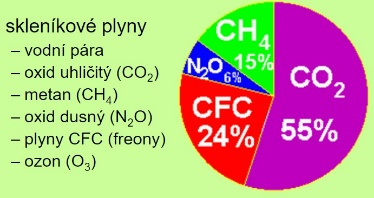 skleníkové plyny
– vodní pára
– oxid uhličitý (CO₂)
– metan (CH₄)
– oxid dusný (N₂O)
– plyny CFC (freony)
– ozon (O₃)
CH₄
15%
N₂O
6%
CO₂
55%
CFC
24%